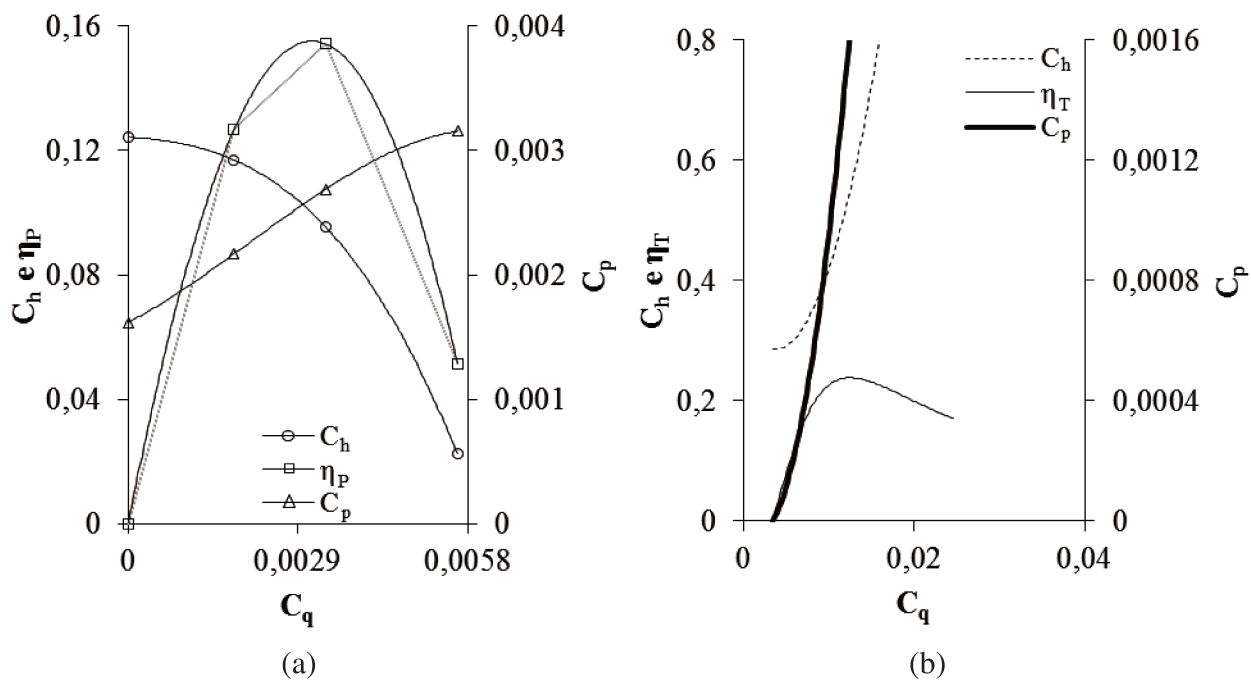 0,16
0,12
0,08
0,04
0
C_h e η_P
0,004
0,003
0,002
0,001
0
C_p
C_h
η_P
C_p
0
0,0029
0,0058
C_q
(a)
0,8
0,6
0,4
0,2
0
C_h e η_T
0,0016
0,0012
0,0008
0,0004
0
C_p
C_h
η_T
C_p
0
0,02
0,04
C_q
(b)